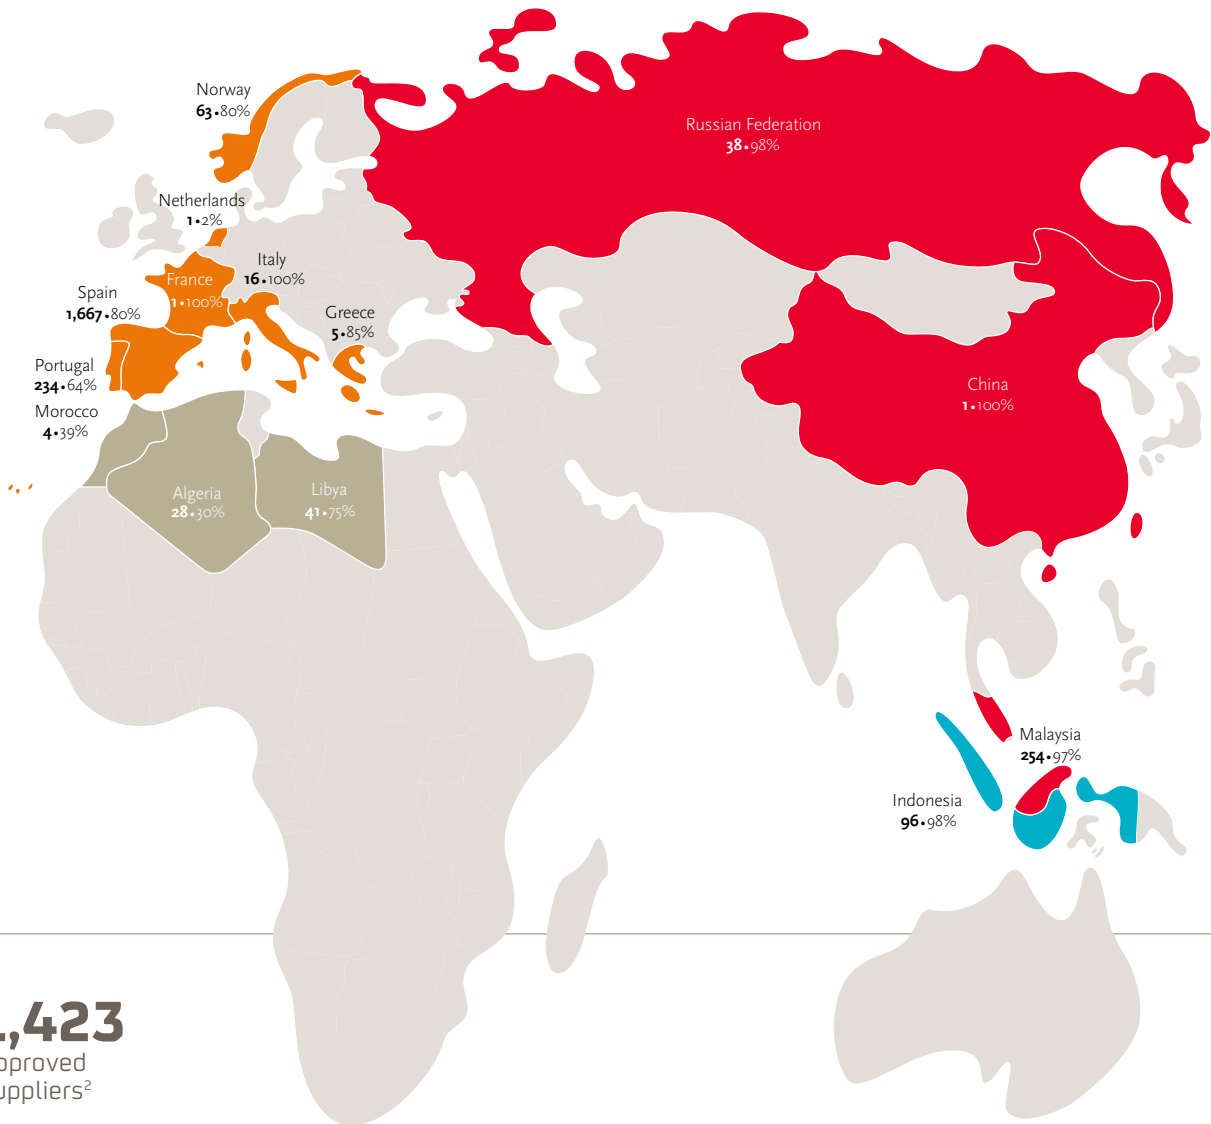 Norway
63•80%
Russian Federation
38•98%
Netherlands
1•2%
Italy
16•100%
France
1•100%
Spain
1,667•80%
Greece
5•85%
Portugal
234•64%
China
1•100%
Morocco
4•39%
Algeria
28•30%
Libya
41•75%
Malaysia
254•97%
Indonesia
96•98%
,423